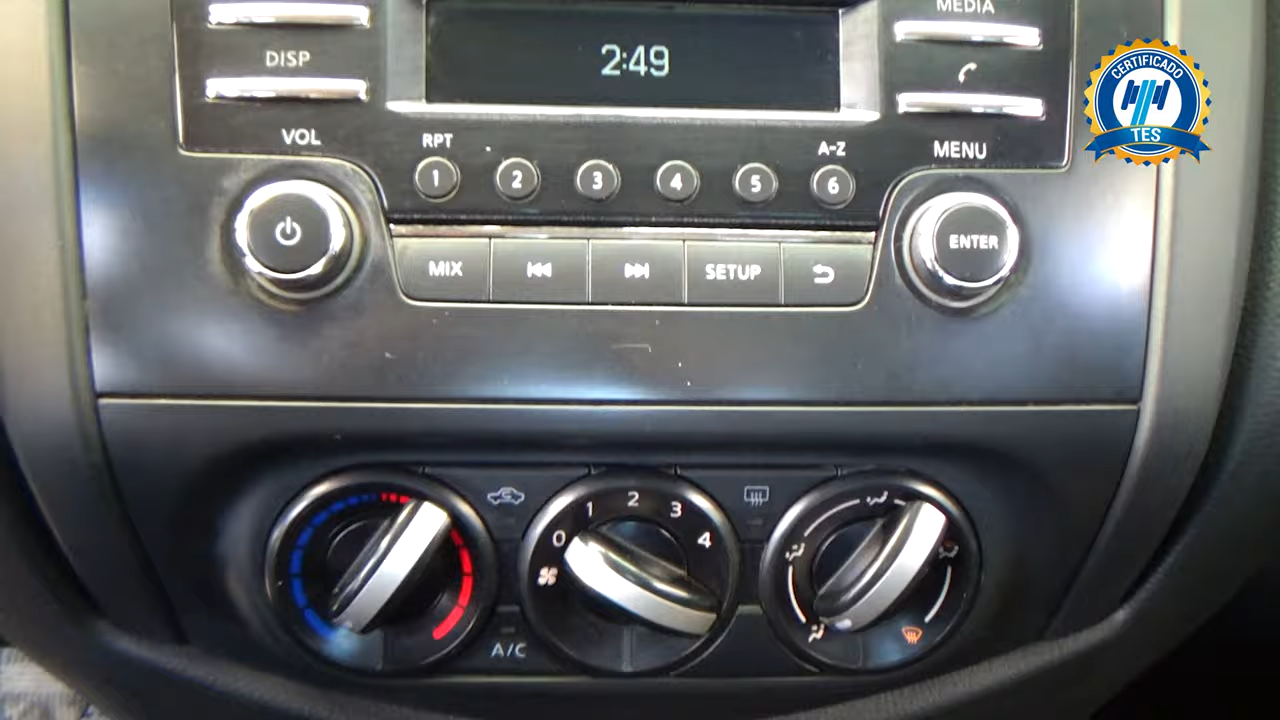 MEDIA
DISP
2:49
CERTIFICADO
TES
VOL
RPT
A-Z
MENU
1 2 3 4 5 6
ENTER
MIX SETUP
0 1 2 3 4
A/C